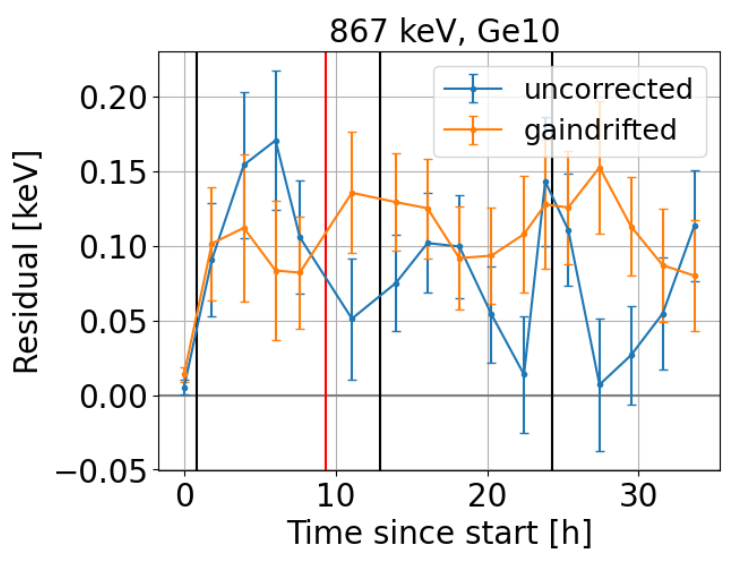 867 keV, Ge10
uncorrected
gaindrifted
0.20
0.15
0.10
0.05
0.00
−0.05
Residual [keV]
0
10
20
30
Time since start [h]